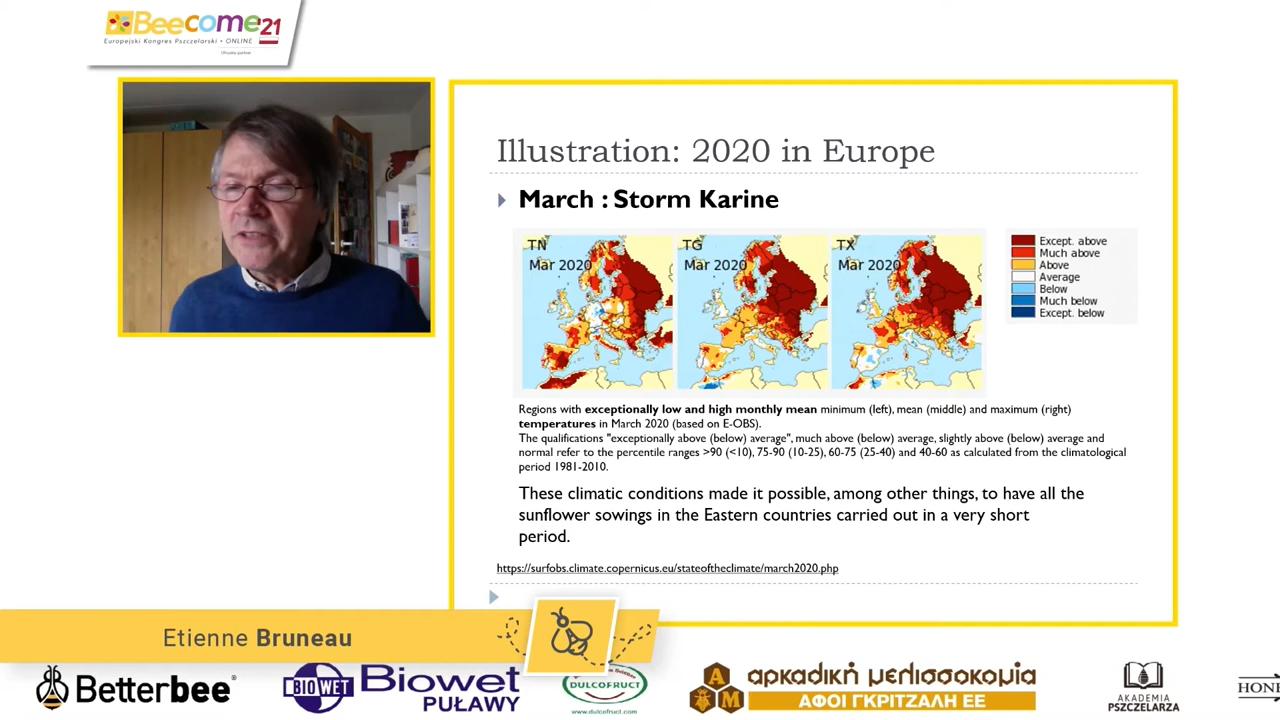 Beecome'21
Europejski Kongres Pszczelarski • ONLINE
Illustration: 2020 in Europe
March : Storm Karine
TN
Mar 2020
TG
Mar 2020
TX
Mar 2020
Except. above
Much above
Above
Average
Below
Much below
Except. below
Regions with exceptionally low and high monthly mean minimum (left), mean (middle) and maximum (right)
temperatures in March 2020 (based on E-OBS).
The qualifications "exceptionally above (below) average", much above (below) average, slightly above (below) average and
normal refer to the percentile ranges >90 (<10), 75-90 (10-25), 60-75 (25-40) and 40-60 as calculated from the climatological
period 1981-2010.
These climatic conditions made it possible, among other things, to have all the
sunflower sowings in the Eastern countries carried out in a very short
period.
https://surfobs.climate.copernicus.eu/stateoftheclimate/march2020.php
Etienne Bruneau
Betterbee®
BIOWET
Biowet
PUŁAWY
DULCOFRUCT
www.dulcofruct.com
A M
αρκαδική μελισσοκομία
ΑΦΟΙ ΓΚΡΙΤΖΑΛΗ ΕΕ
AKADEMIA
PSZCZELARZA
HONE